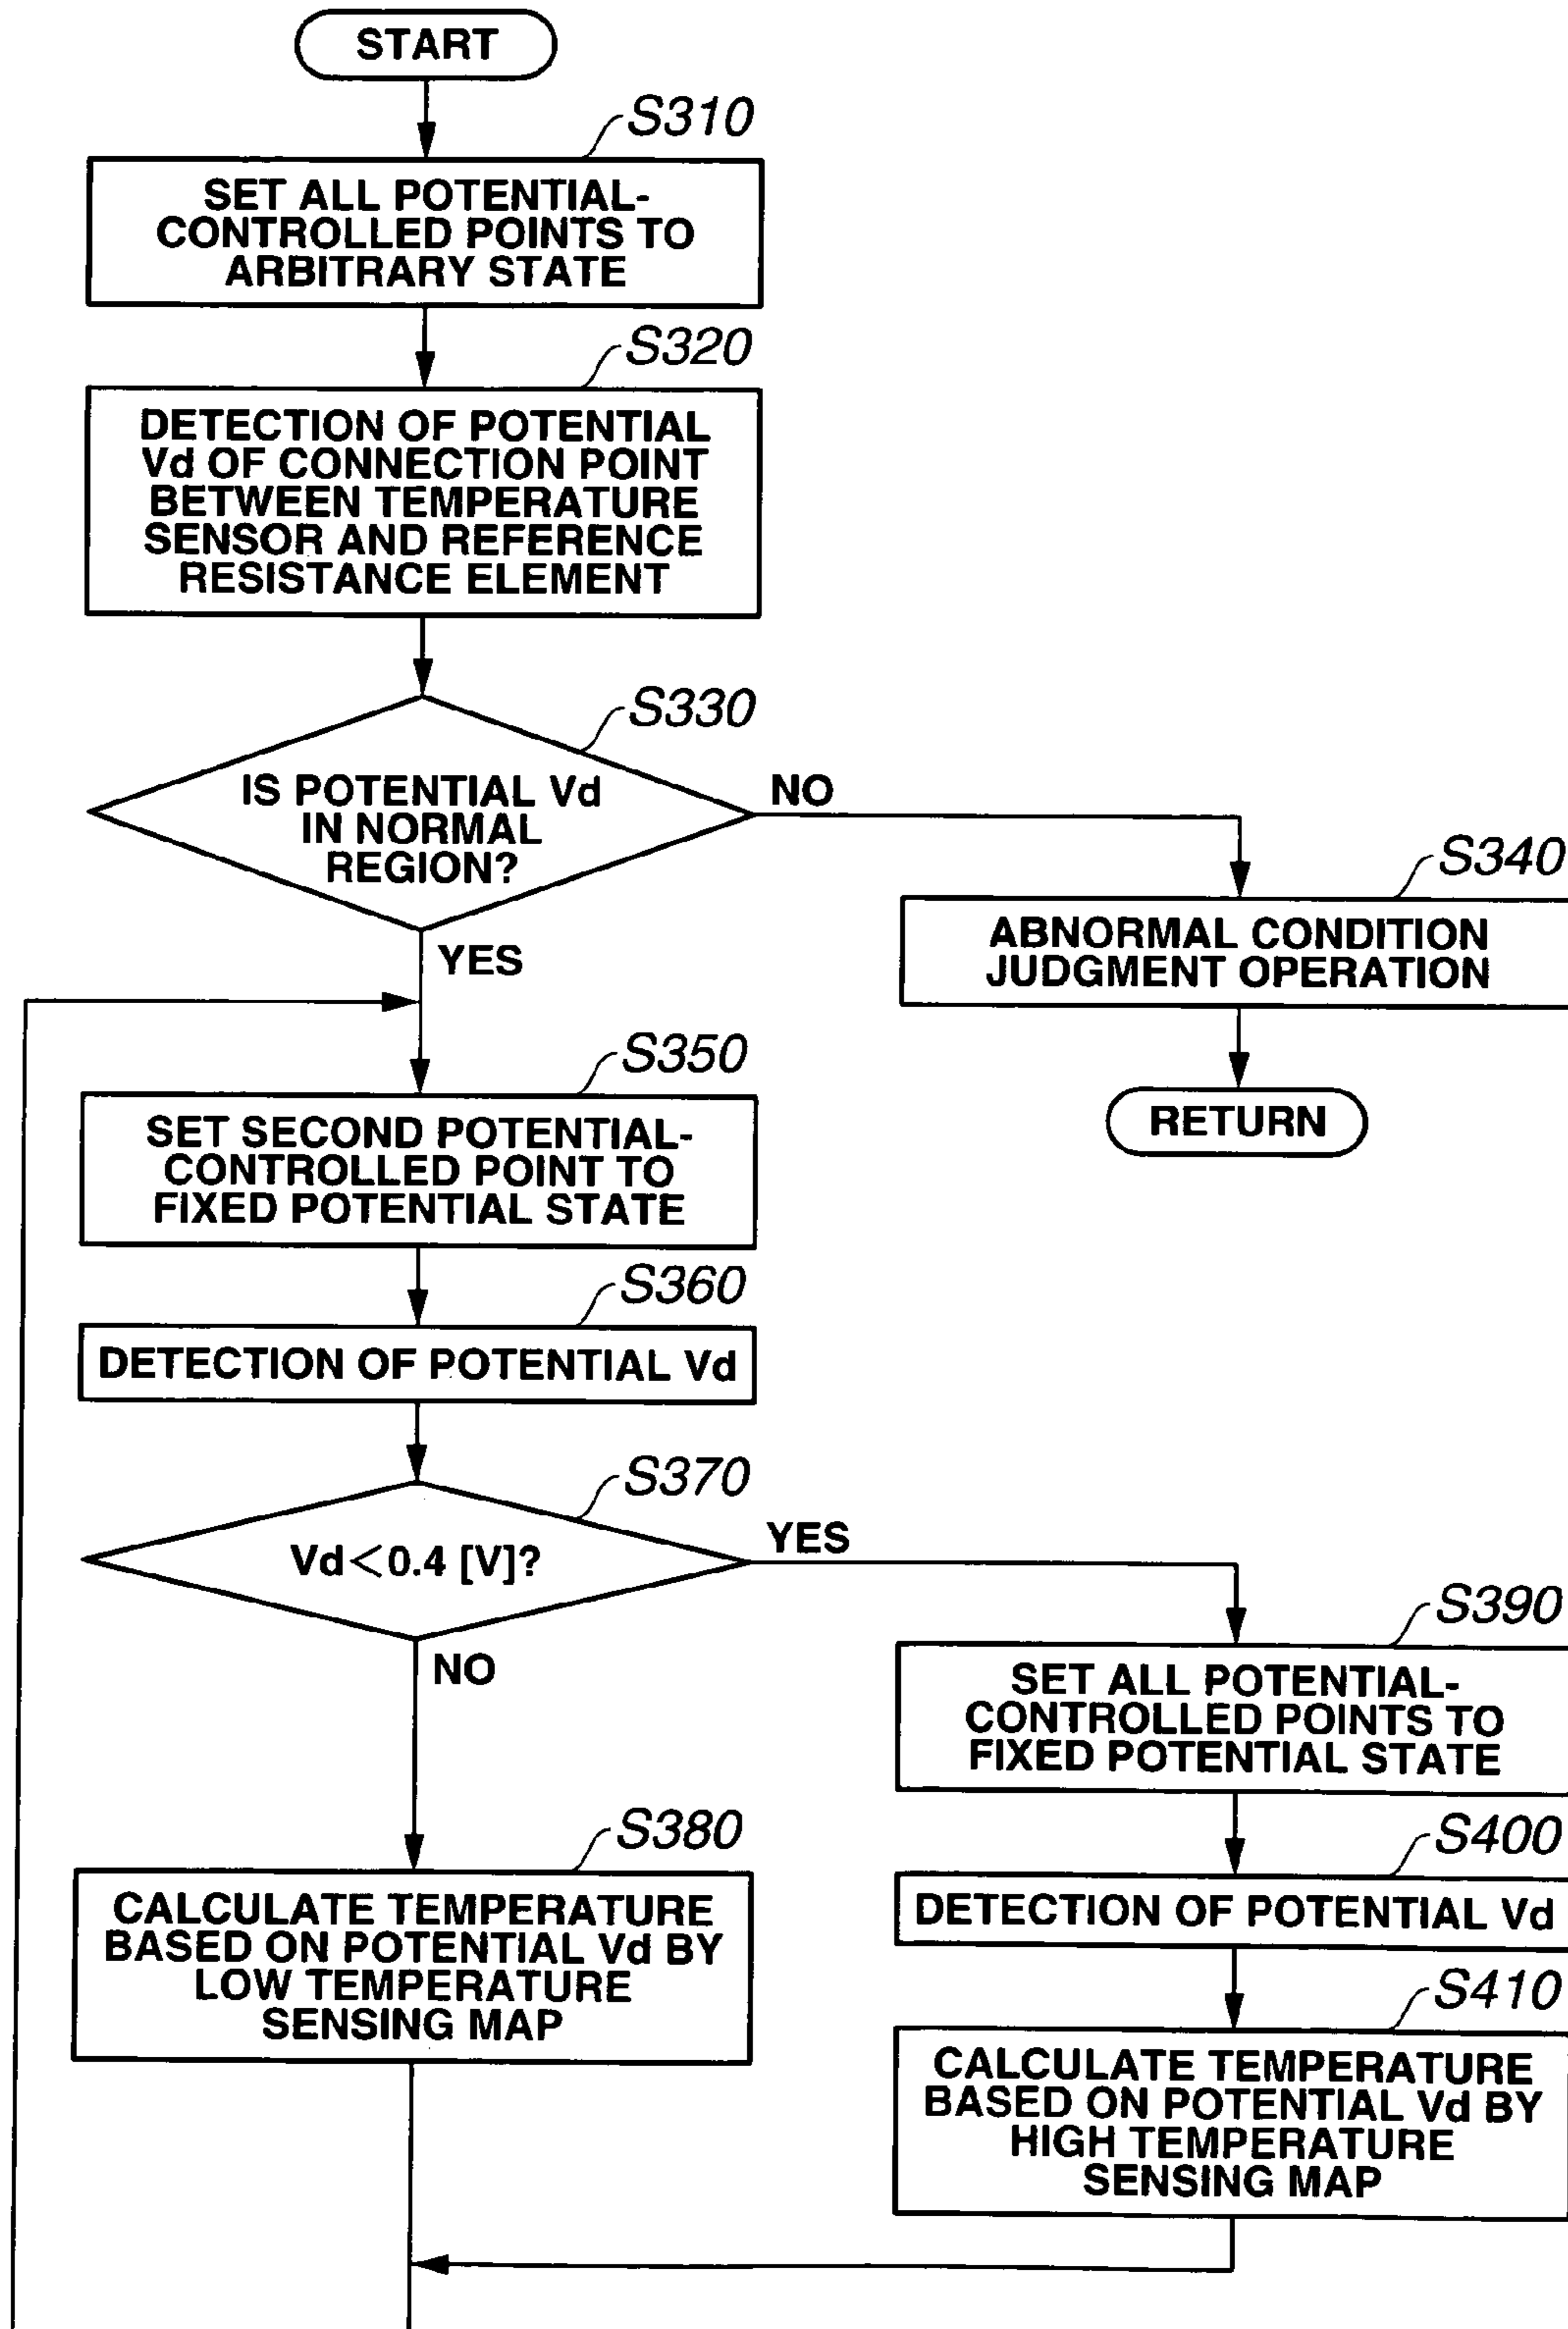 START
S310
SET ALL POTENTIAL-
CONTROLLED POINTS TO
ARBITRARY STATE
S320
DETECTION OF POTENTIAL
Vd OF CONNECTION POINT
BETWEEN TEMPERATURE
SENSOR AND REFERENCE
RESISTANCE ELEMENT
S330
IS POTENTIAL Vd
IN NORMAL
REGION?
NO
YES
S340
ABNORMAL CONDITION
JUDGMENT OPERATION
RETURN
S350
SET SECOND POTENTIAL-
CONTROLLED POINT TO
FIXED POTENTIAL STATE
S360
DETECTION OF POTENTIAL Vd
S370
Vd<0.4 [V]?
YES
NO
S390
SET ALL POTENTIAL-
CONTROLLED POINTS TO
FIXED POTENTIAL STATE
S380
CALCULATE TEMPERATURE
BASED ON POTENTIAL Vd BY
LOW TEMPERATURE
SENSING MAP
S400
DETECTION OF POTENTIAL Vd
S410
CALCULATE TEMPERATURE
BASED ON POTENTIAL Vd BY
HIGH TEMPERATURE
SENSING MAP